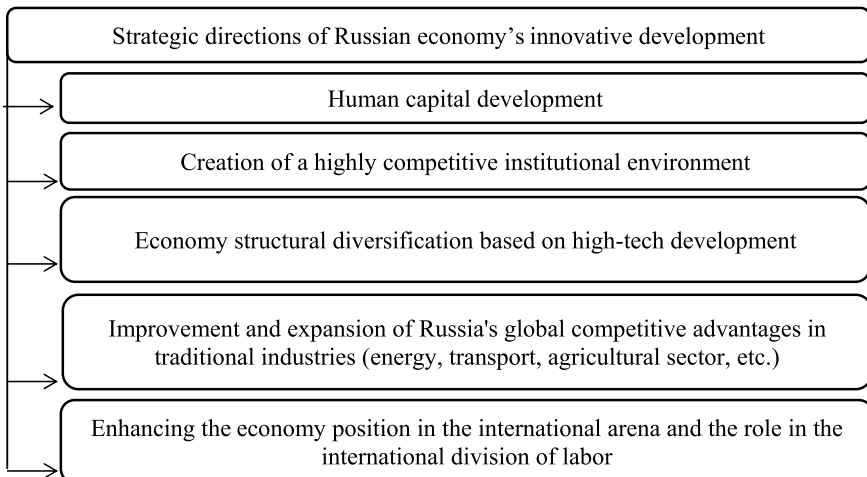 Strategic directions of Russian economy’s innovative development
Human capital development
Creation of a highly competitive institutional environment
Economy structural diversification based on high-tech development
Improvement and expansion of Russia's global competitive advantages in
traditional industries (energy, transport, agricultural sector, etc.)
Enhancing the economy position in the international arena and the role in the
international division of labor